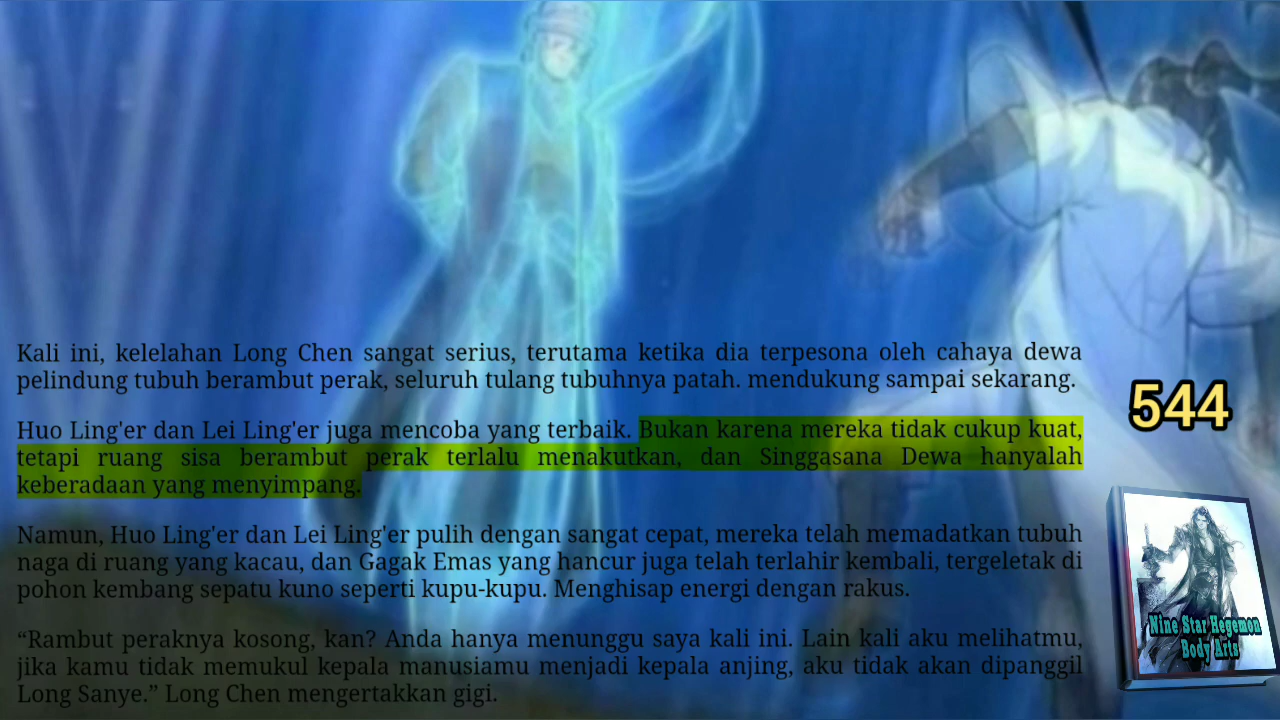 Kali ini, kelelahan Long Chen sangat serius, terutama ketika dia terpesona oleh cahaya dewa
pelindung tubuh berambut perak, seluruh tulang tubuhnya patah. mendukung sampai sekarang.
Huo Ling'er dan Lei Ling'er juga mencoba yang terbaik. Bukan karena mereka tidak cukup kuat,
tetapi ruang sisa berambut perak terlalu menakutkan, dan Singgasana Dewa hanyalah
keberadaan yang menyimpang.
Namun, Huo Ling'er dan Lei Ling'er pulih dengan sangat cepat, mereka telah memadatkan tubuh
naga di ruang yang kacau, dan Gagak Emas yang hancur juga telah terlahir kembali, tergeletak di
pohon kembang sepatu kuno seperti kupu-kupu. Menghisap energi dengan rakus.
“Rambut peraknya kosong, kan? Anda hanya menunggu saya kali ini. Lain kali aku melihatmu,
jika kamu tidak memukul kepala manusiamu menjadi kepala anjing, aku tidak akan dipanggil
Long Sanye.” Long Chen mengertakkan gigi.
544
Nine Star Hegemon
Body Arts